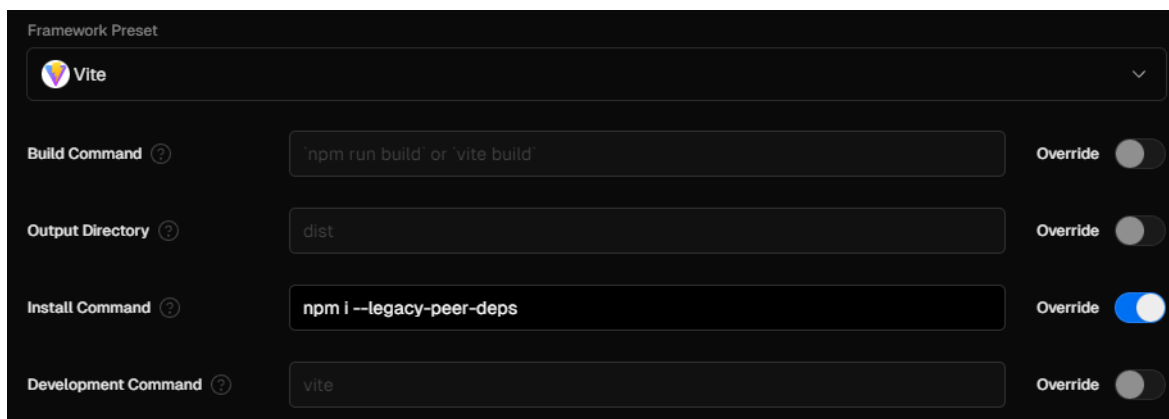 Framework Preset
Vite
Build Command ?
`npm run build` or `vite build`
Override
Output Directory ?
dist
Override
Install Command ?
npm i --legacy-peer-deps
Override
Development Command ?
vite
Override